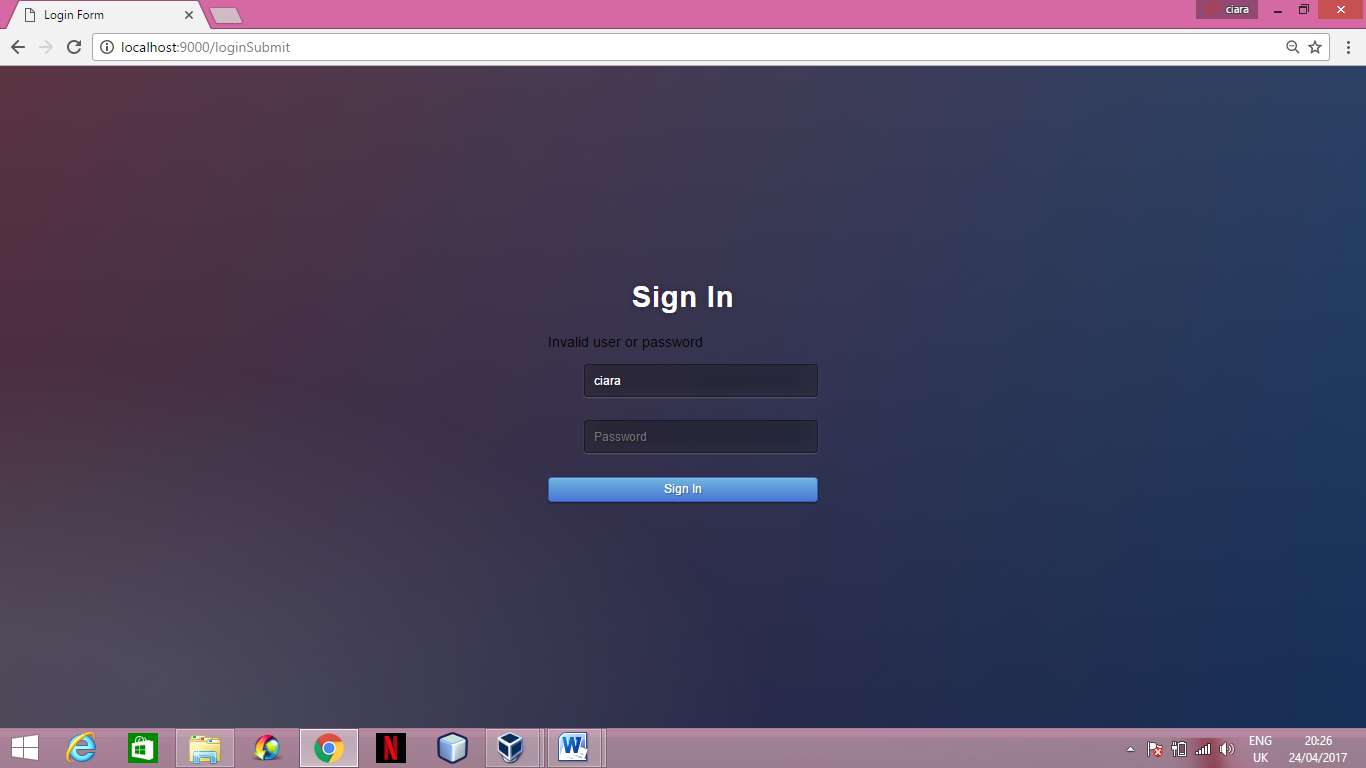 Login Form
ciara
localhost:9000/loginSubmit
Sign In
Invalid user or password
ciara
Password
Sign In
N
W
ENG
20:26
UK
24/04/2017